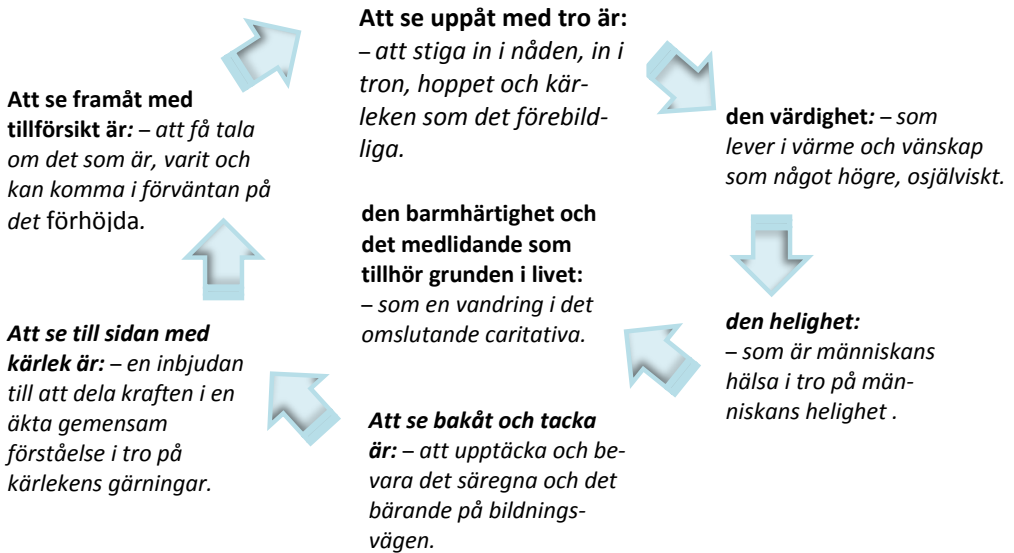 Att se uppåt med tro är:
– att stiga in i nåden, in i
tron, hoppet och kär-
leken som det förebild-
liga.
den värdighet: – som
lever i värme och vänskap
som något högre, osjälviskt.
den helighet:
– som är människans
hälsa i tro på män-
niskans helighet .
den barmhärtighet och
det medlidande som
tillhör grunden i livet:
– som en vandring i det
omslutande caritativa.
Att se bakåt och tacka
är: – att upptäcka och be-
vara det säregna och det
bärande på bildnings-
vägen.
Att se till sidan med
kärlek är: – en inbjudan
till att dela kraften i en
äkta gemensam
förståelse i tro på
kärlekens gärningar.
Att se framåt med
tillförsikt är: – att få tala
om det som är, varit och
kan komma i förväntan på
det förhöjda.